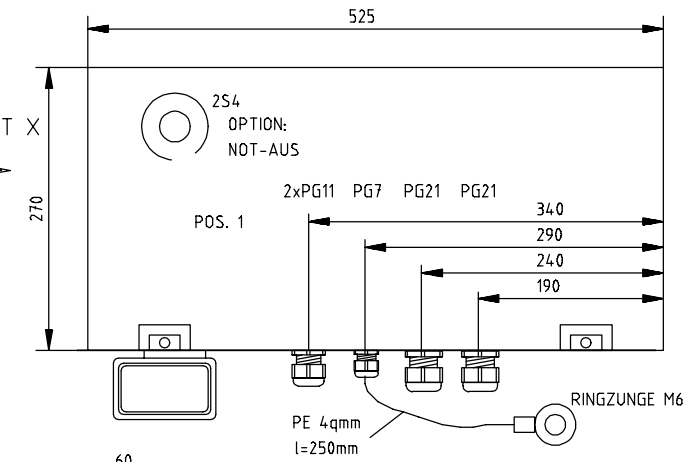 525
2S4
OPTION:
NOT-AUS
T X
270
2xPG11 PG7 PG21 PG21
POS. 1
340
290
240
190
RINGZUNGE M6
PE 4qmm
l=250mm
60